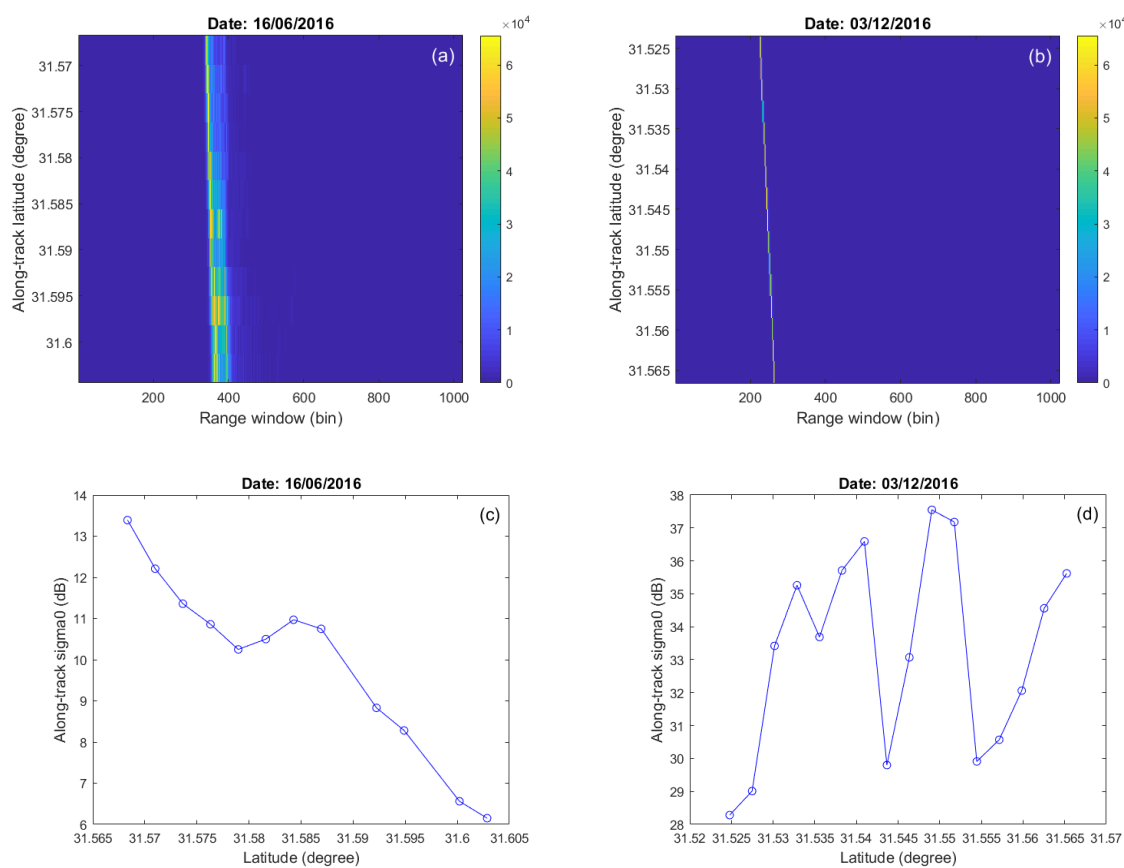 Date: 16/06/2016
×10⁴
(a)
6
5
4
3
2
1
0
31.57
31.575
31.58
31.585
31.59
31.595
31.6
Along-track latitude (degree)
200 400 600 800 1000
Range window (bin)
Date: 03/12/2016
×10⁴
(b)
6
5
4
3
2
1
0
31.525
31.53
31.535
31.54
31.545
31.55
31.555
31.56
31.565
Along-track latitude (degree)
200 400 600 800 1000
Range window (bin)
Date: 16/06/2016
(c)
14
13
12
11
10
9
8
7
6
Along-track sigma0 (dB)
31.565 31.57 31.575 31.58 31.585 31.59 31.595 31.6 31.605
Latitude (degree)
Date: 03/12/2016
(d)
38
37
36
35
34
33
32
31
30
29
28
Along-track sigma0 (dB)
31.52 31.525 31.53 31.535 31.54 31.545 31.55 31.555 31.56 31.565 31.57
Latitude (degree)